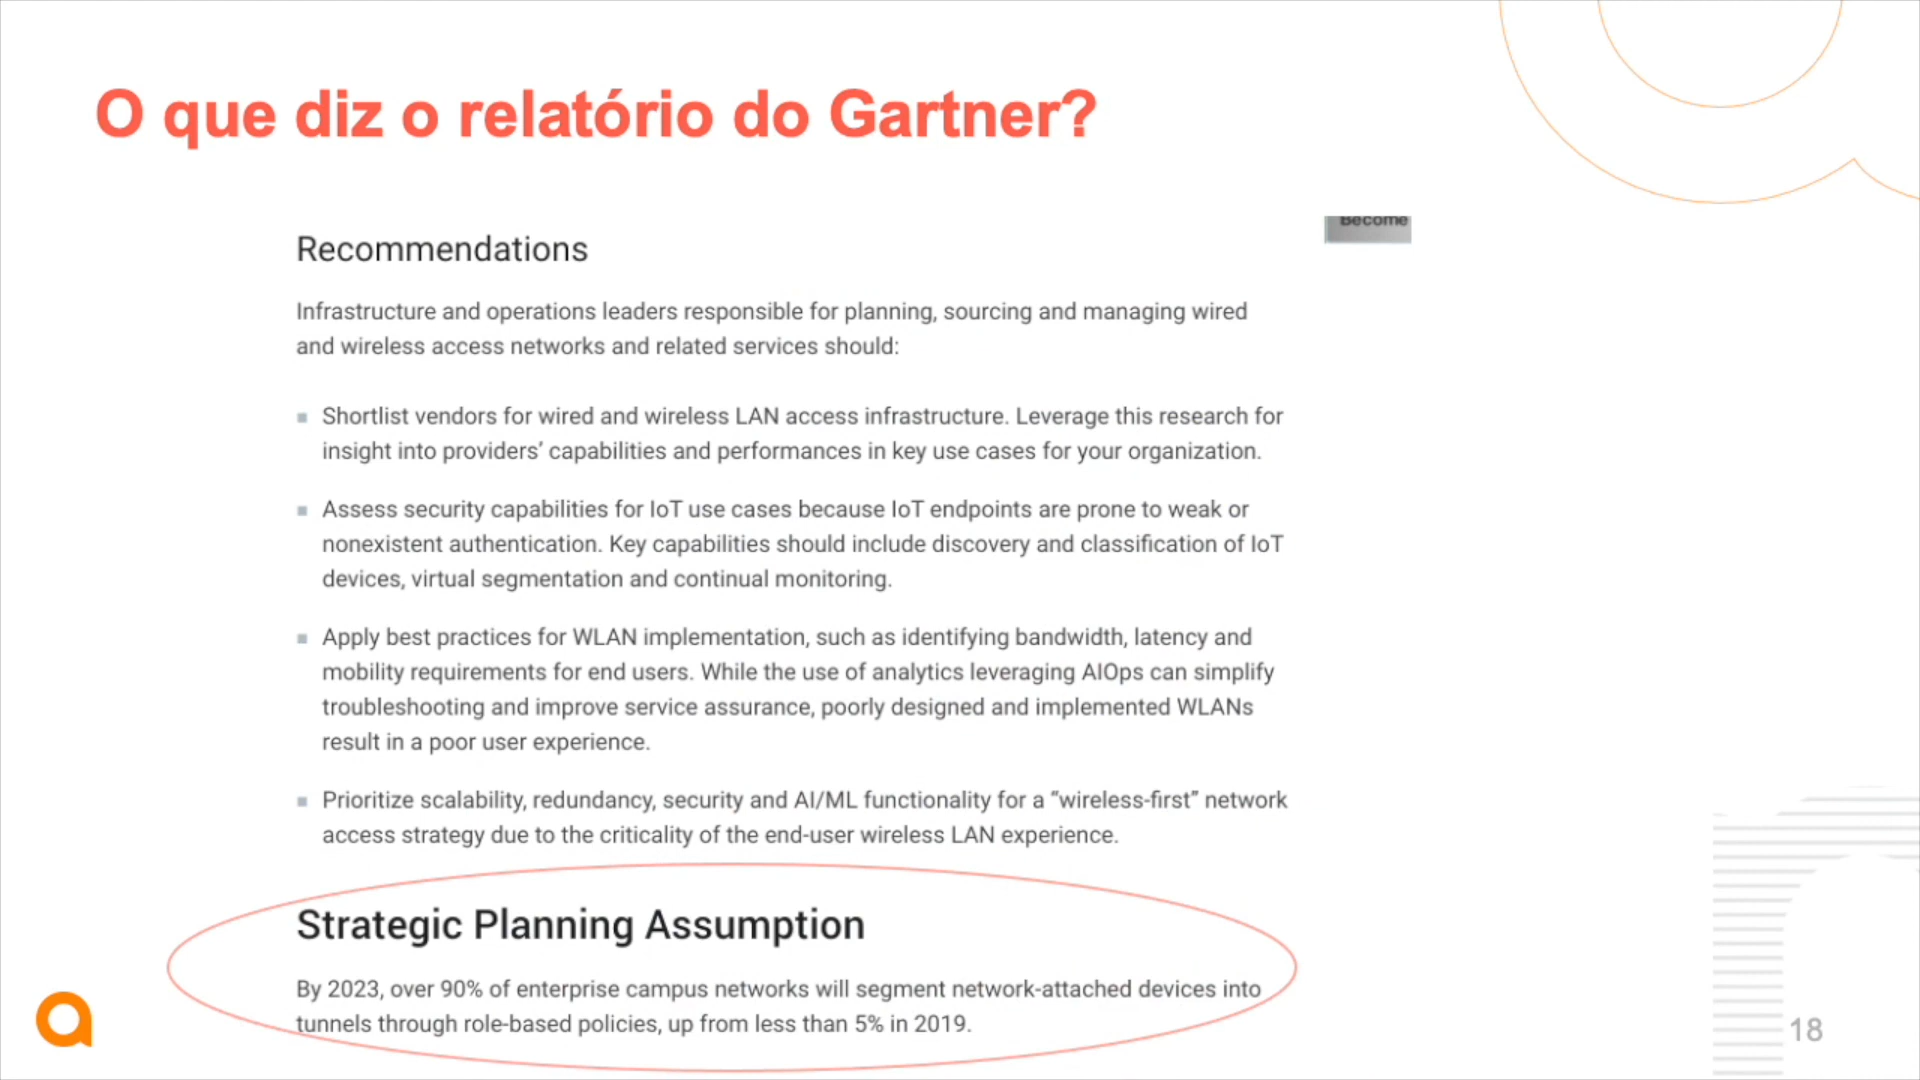 O que diz o relatório do Gartner?
Become
Recommendations
Infrastructure and operations leaders responsible for planning, sourcing and managing wired
and wireless access networks and related services should:
Shortlist vendors for wired and wireless LAN access infrastructure. Leverage this research for
insight into providers’ capabilities and performances in key use cases for your organization.
Assess security capabilities for IoT use cases because IoT endpoints are prone to weak or
nonexistent authentication. Key capabilities should include discovery and classification of IoT
devices, virtual segmentation and continual monitoring.
Apply best practices for WLAN implementation, such as identifying bandwidth, latency and
mobility requirements for end users. While the use of analytics leveraging AIOps can simplify
troubleshooting and improve service assurance, poorly designed and implemented WLANs
result in a poor user experience.
Prioritize scalability, redundancy, security and AI/ML functionality for a “wireless-first” network
access strategy due to the criticality of the end-user wireless LAN experience.
Strategic Planning Assumption
By 2023, over 90% of enterprise campus networks will segment network-attached devices into
tunnels through role-based policies, up from less than 5% in 2019.
18